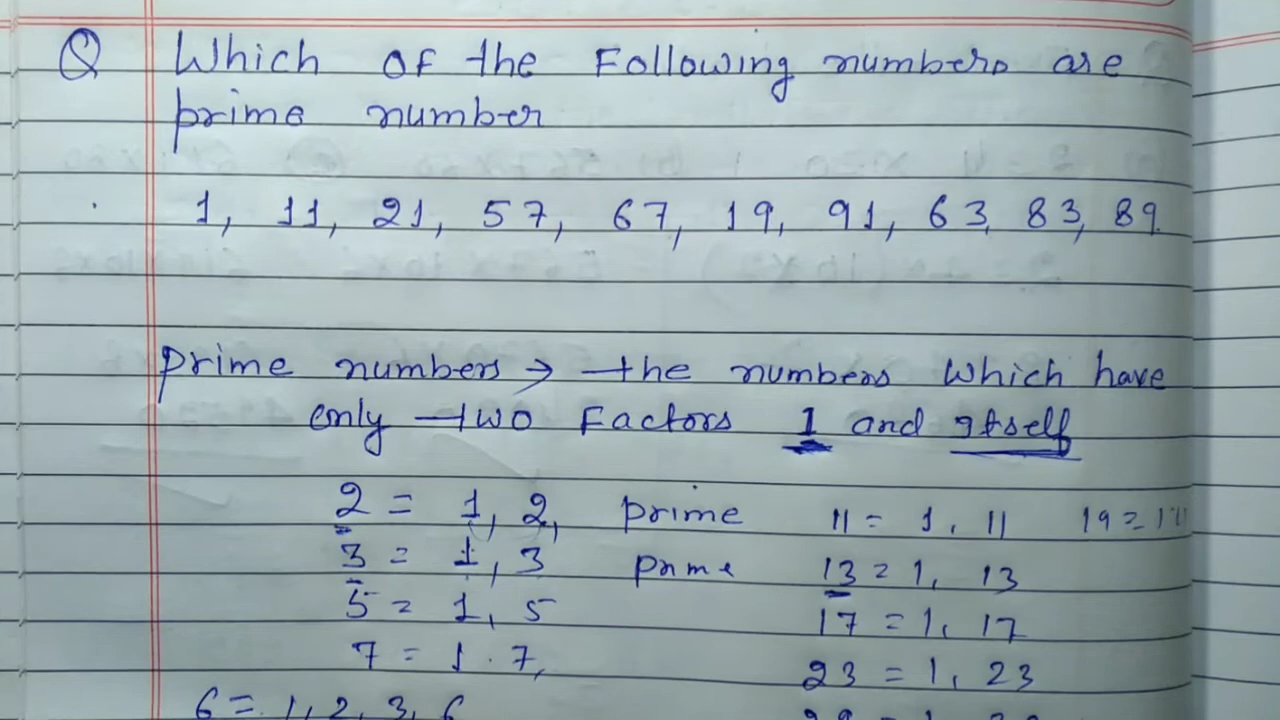 Q Which of the Following numbers are
prime number
1, 11, 21, 57, 67, 19, 91, 63, 83, 89
prime numbers → the numbers which have
only two Factors 1 and Itself
2 = 1, 2, prime 11 = 1, 11 19 =
3 = 1, 3 prime 13 = 1, 13
5 = 1, 5 17 = 1, 17
7 = 1. 7, 23 = 1, 23
6 = 1, 2, 3, 6